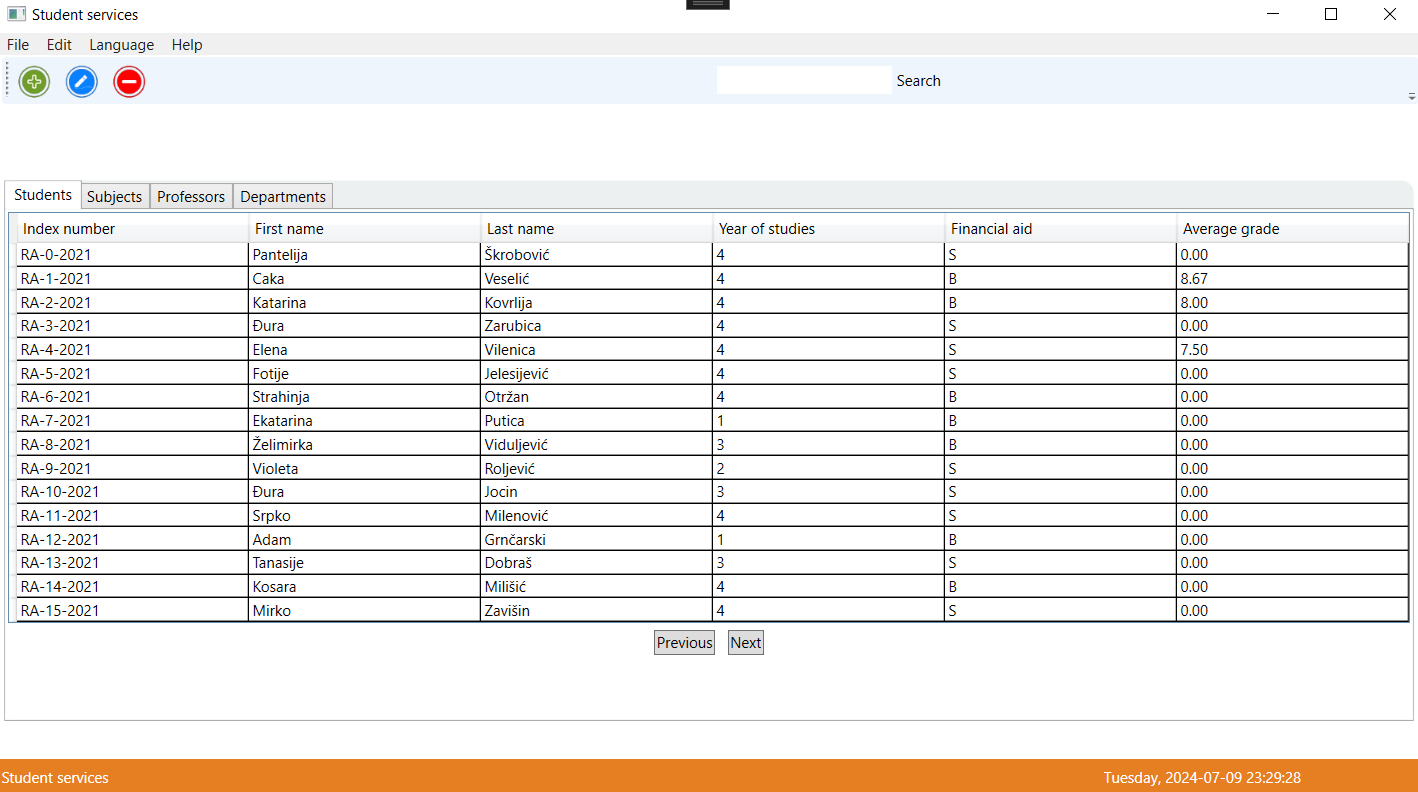 Student services
File Edit Language Help
Search
Students Subjects Professors Departments
Index number First name Last name Year of studies Financial aid Average grade
RA-0-2021 Pantelija Škrobović 4 S 0.00
RA-1-2021 Caka Veselić 4 B 8.67
RA-2-2021 Katarina Kovrlija 4 B 8.00
RA-3-2021 Đura Zarubica 4 S 0.00
RA-4-2021 Elena Vilenica 4 S 7.50
RA-5-2021 Fotije Jelesijević 4 S 0.00
RA-6-2021 Strahinja Otržan 4 B 0.00
RA-7-2021 Ekatarina Putica 1 B 0.00
RA-8-2021 Želimirka Viduljević 3 B 0.00
RA-9-2021 Violeta Roljević 2 S 0.00
RA-10-2021 Đura Jocin 3 S 0.00
RA-11-2021 Srpko Milenović 4 S 0.00
RA-12-2021 Adam Grnčarski 1 B 0.00
RA-13-2021 Tanasije Dobraš 3 S 0.00
RA-14-2021 Kosara Milišić 4 B 0.00
RA-15-2021 Mirko Zavišin 4 S 0.00
Previous Next
Student services Tuesday, 2024-07-09 23:29:28